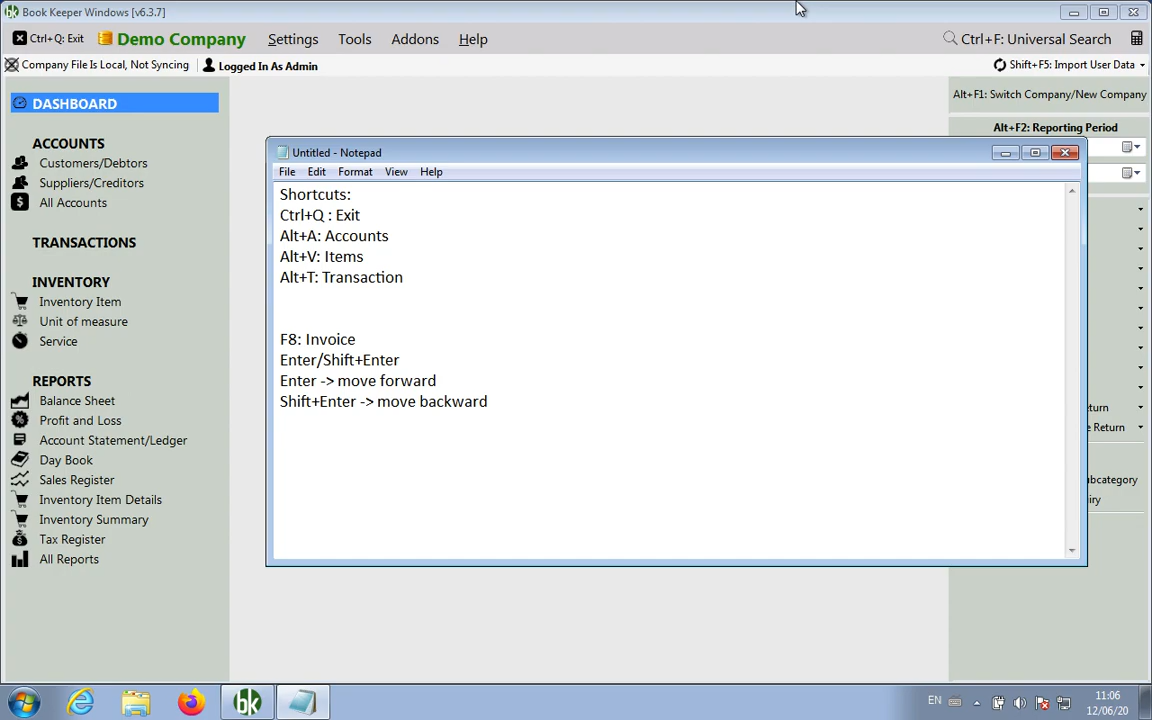 Book Keeper Windows [v6.3.7]
Ctrl+Q: Exit
Demo Company
Settings
Tools
Addons
Help
Ctrl+F: Universal Search
Company File Is Local, Not Syncing
Logged In As Admin
Shift+F5: Import User Data
DASHBOARD
ACCOUNTS
Customers/Debtors
Suppliers/Creditors
All Accounts
TRANSACTIONS
INVENTORY
Inventory Item
Unit of measure
Service
REPORTS
Balance Sheet
Profit and Loss
Account Statement/Ledger
Day Book
Sales Register
Inventory Item Details
Inventory Summary
Tax Register
All Reports
Untitled - Notepad
File
Edit
Format
View
Help
Shortcuts:
Ctrl+Q : Exit
Alt+A: Accounts
Alt+V: Items
Alt+T: Transaction
F8: Invoice
Enter/Shift+Enter
Enter -> move forward
Shift+Enter -> move backward
Alt+F1: Switch Company/New Company
Alt+F2: Reporting Period
Return
EN
11:06
12/06/20